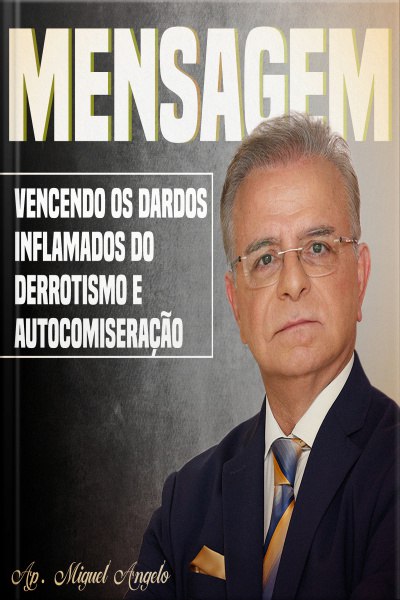 MENSAGEM
VENCENDO OS DARDOS
INFLAMADOS DO
DERROTISMO E
AUTOCOMISERAÇÃO
Ap. Miguel Angelo